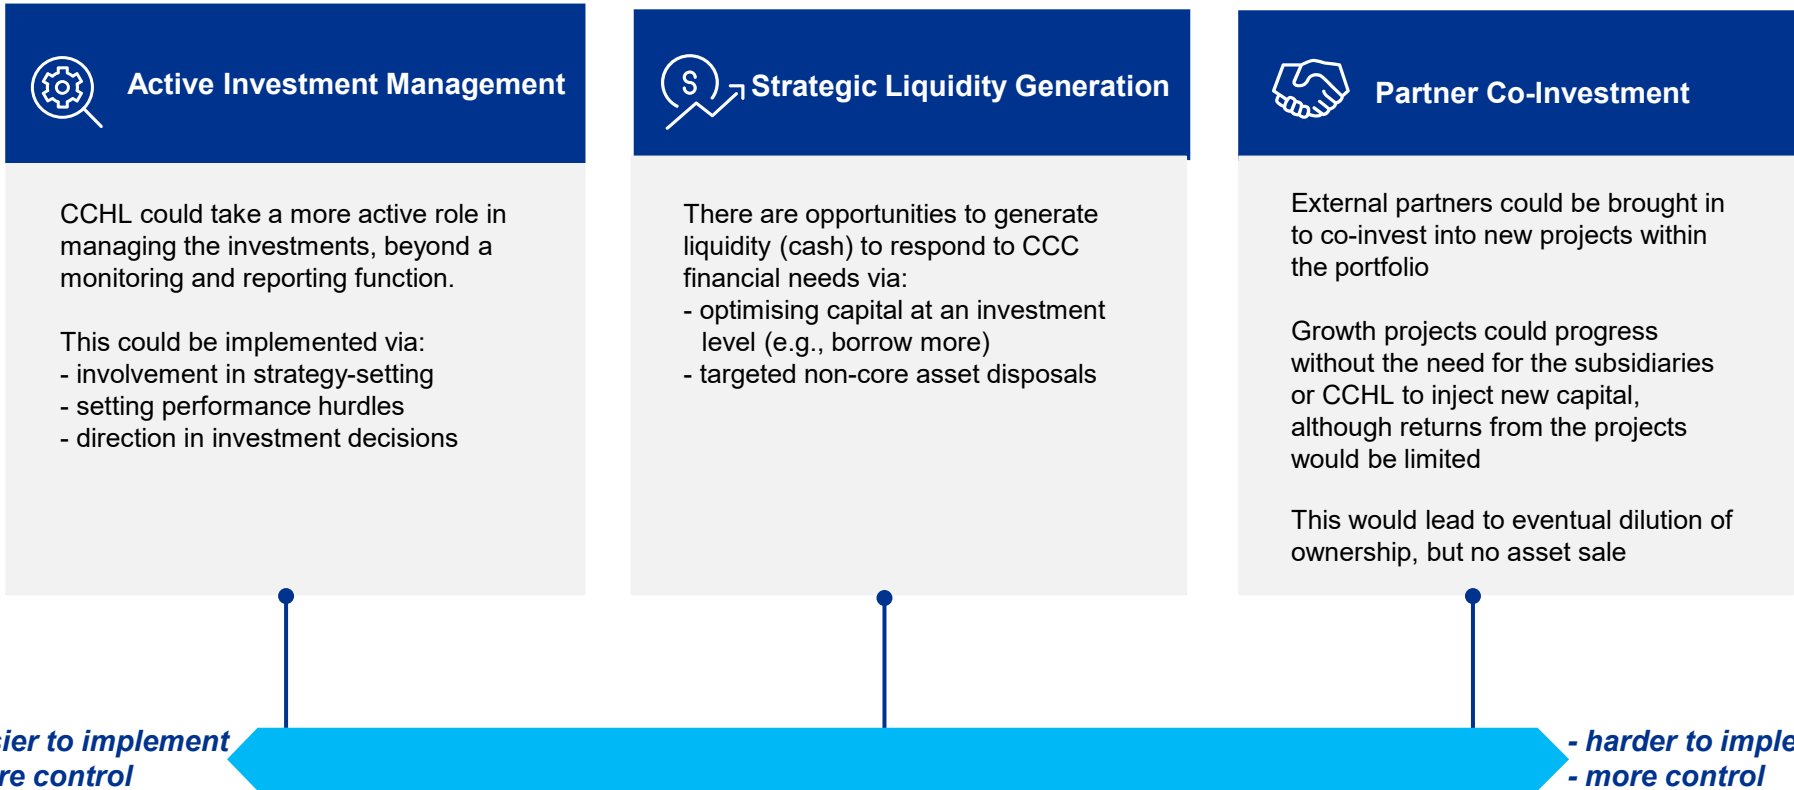 Active Investment Management
CCHL could take a more active role in
managing the investments, beyond a
monitoring and reporting function.
This could be implemented via:
- involvement in strategy-setting
- setting performance hurdles
- direction in investment decisions
S
Strategic Liquidity Generation
There are opportunities to generate
liquidity (cash) to respond to CCC
financial needs via:
- optimising capital at an investment
level (e.g., borrow more)
- targeted non-core asset disposals
Partner Co-Investment
External partners could be brought in
to co-invest into new projects within
the portfolio
Growth projects could progress
without the need for the subsidiaries
or CCHL to inject new capital,
although returns from the projects
would be limited
This would lead to eventual dilution of
ownership, but no asset sale
sier to implement
re control
- harder to imple
- more control